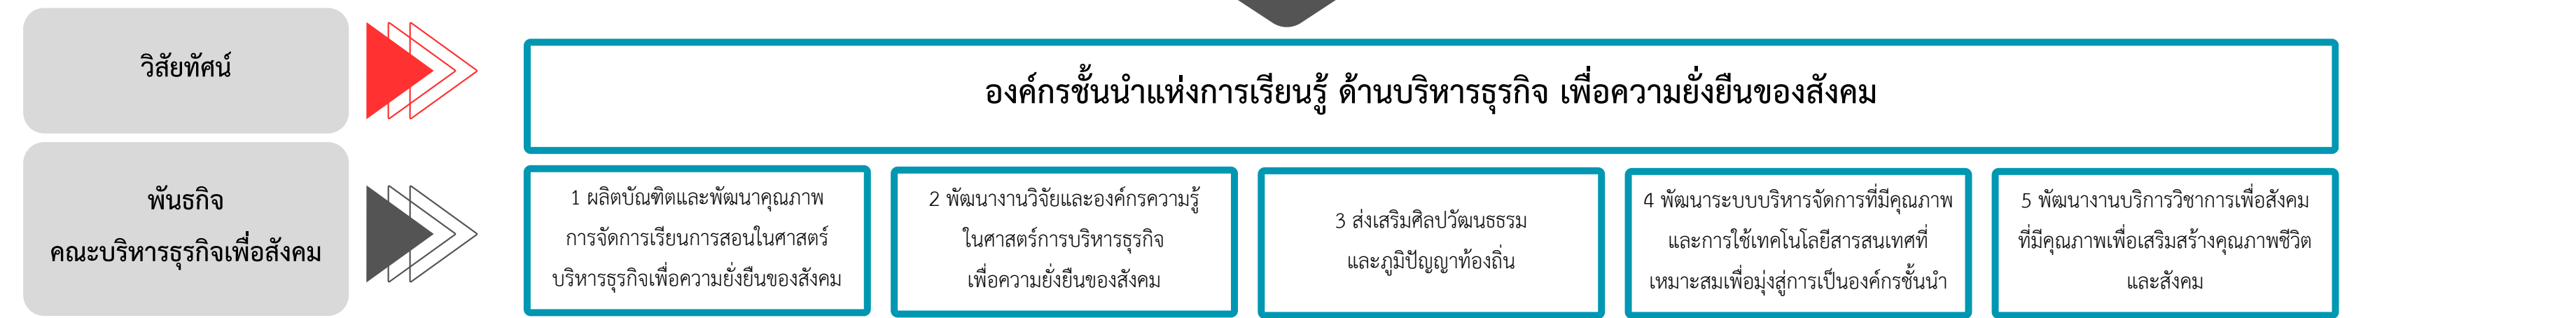 วิสัยทัศน์
องค์กรชั้นนำแห่งการเรียนรู้ ด้านบริหารธุรกิจ เพื่อความยั่งยืนของสังคม
พันธกิจ
คณะบริหารธุรกิจเพื่อสังคม
1 ผลิตบัณฑิตและพัฒนาคุณภาพ
การจัดการเรียนการสอนในศาสตร์
บริหารธุรกิจเพื่อความยั่งยืนของสังคม
2 พัฒนางานวิจัยและองค์กรความรู้
ในศาสตร์การบริหารธุรกิจ
เพื่อความยั่งยืนของสังคม
3 ส่งเสริมศิลปวัฒนธธรม
และภูมิปัญญาท้องถิ่น
4 พัฒนาระบบบริหารจัดการที่มีคุณภาพ
และการใช้เทคโนโลยีสารสนเทศที่
เหมาะสมเพื่อมุ่งสู่การเป็นองค์กรชั้นนำ
5 พัฒนางานบริการวิชาการเพื่อสังคม
ที่มีคุณภาพเพื่อเสริมสร้างคุณภาพชีวิต
และสังคม